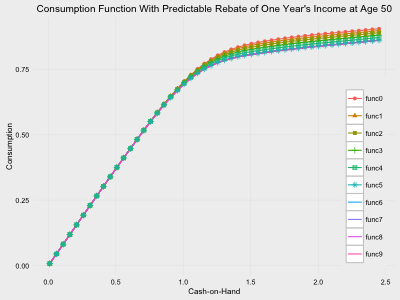 Consumption Function With Predictable Rebate of One Year's Income at Age 50
Consumption
0.75
0.50
0.25
0.00
0.0 0.5 1.0 1.5 2.0 2.5
Cash-on-Hand
func0
func1
func2
func3
func4
func5
func6
func7
func8
func9